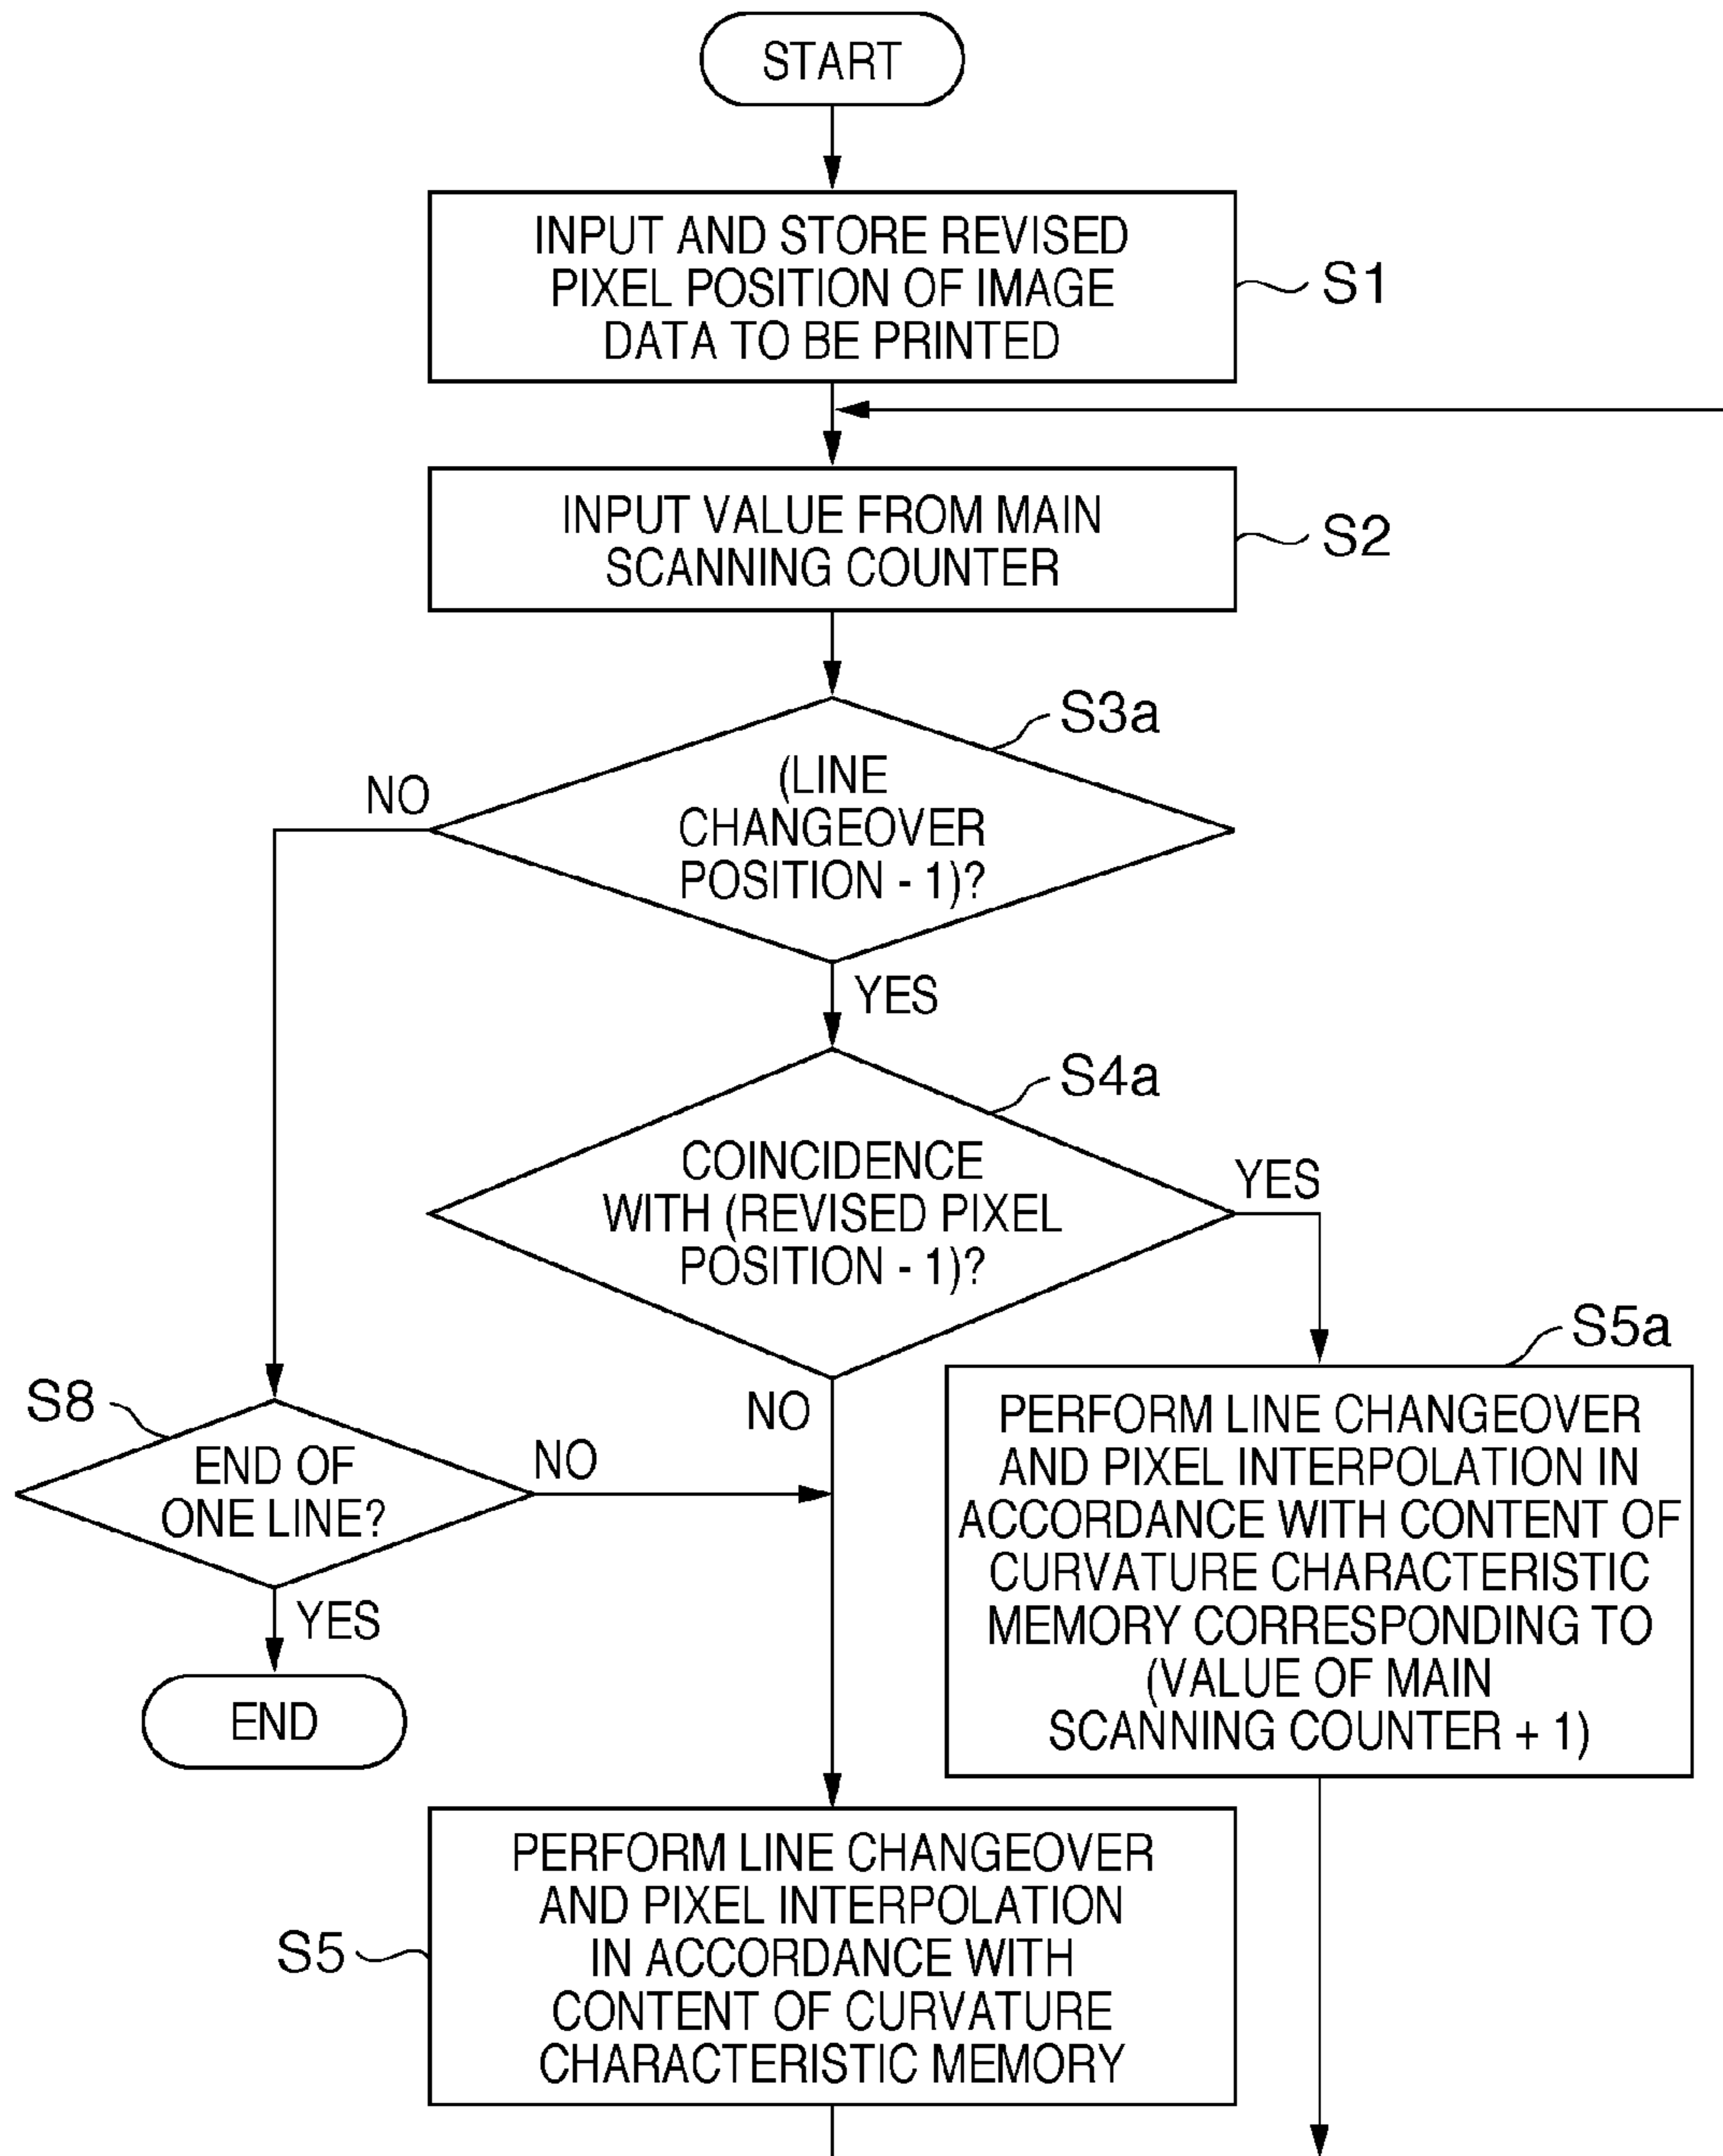 START
INPUT AND STORE REVISED
PIXEL POSITION OF IMAGE
DATA TO BE PRINTED
S1
INPUT VALUE FROM MAIN
SCANNING COUNTER
S2
S3a
(LINE
CHANGEOVER
POSITION - 1)?
NO
YES
S4a
COINCIDENCE
WITH (REVISED PIXEL
POSITION - 1)?
YES
NO
S5a
PERFORM LINE CHANGEOVER
AND PIXEL INTERPOLATION IN
ACCORDANCE WITH CONTENT OF
CURVATURE CHARACTERISTIC
MEMORY CORRESPONDING TO
(VALUE OF MAIN
SCANNING COUNTER + 1)
S8
END OF
ONE LINE?
NO
YES
END
S5
PERFORM LINE CHANGEOVER
AND PIXEL INTERPOLATION
IN ACCORDANCE WITH
CONTENT OF CURVATURE
CHARACTERISTIC MEMORY